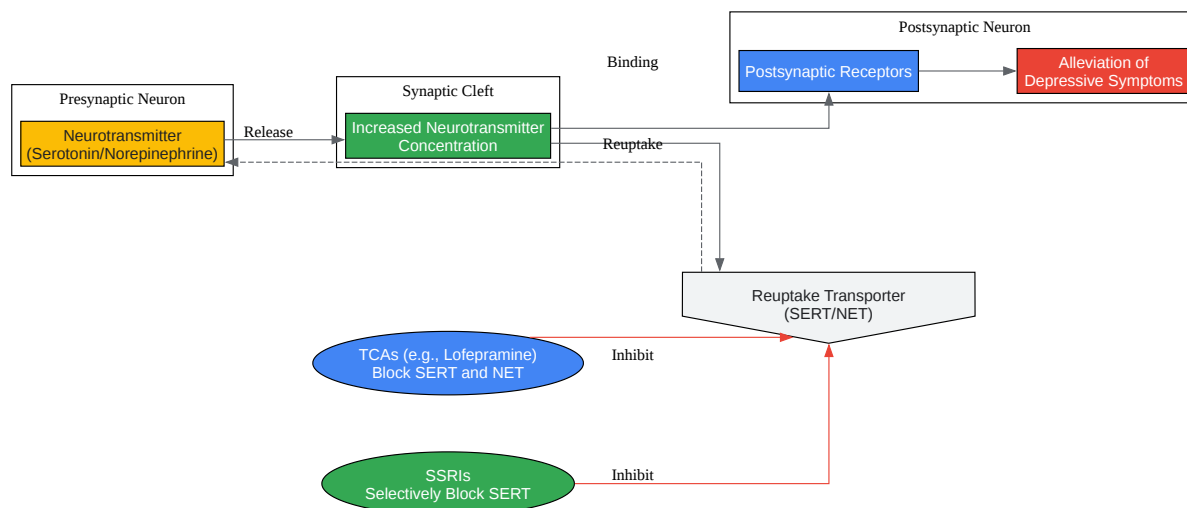 Postsynaptic Neuron
Binding
Postsynaptic Receptors
Alleviation of
Depressive Symptoms
Presynaptic Neuron
Synaptic Cleft
Neurotransmitter
(Serotonin/Norepinephrine)
Release
Increased Neurotransmitter
Concentration
Reuptake
Reuptake Transporter
(SERT/NET)
TCAs (e.g., Lofepramine)
Block SERT and NET
Inhibit
SSRIs
Selectively Block SERT
Inhibit